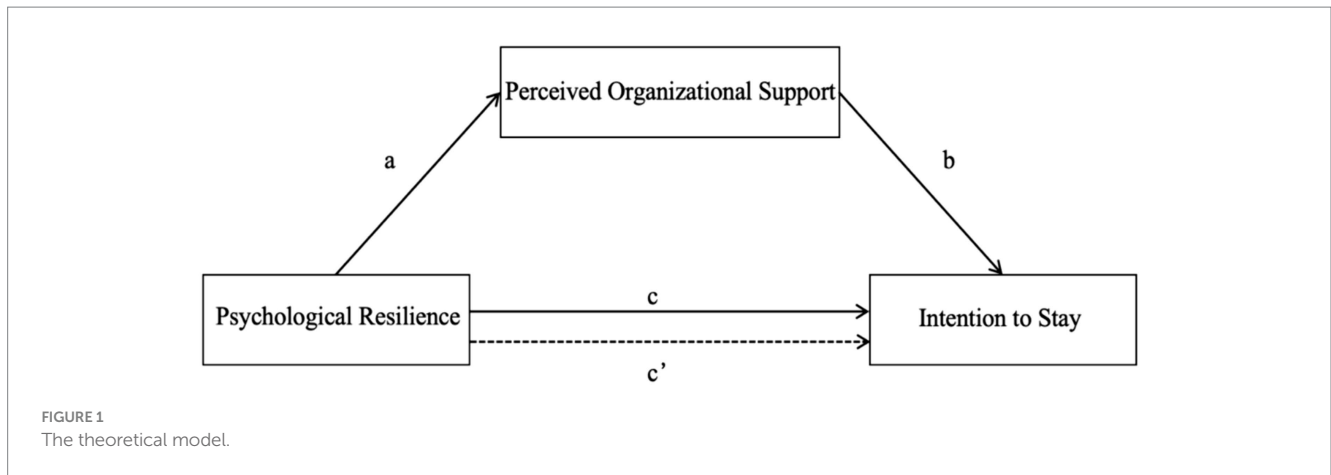 Perceived Organizational Support
a
b
Psychological Resilience
c
Intention to Stay
c’
FIGURE 1
The theoretical model.